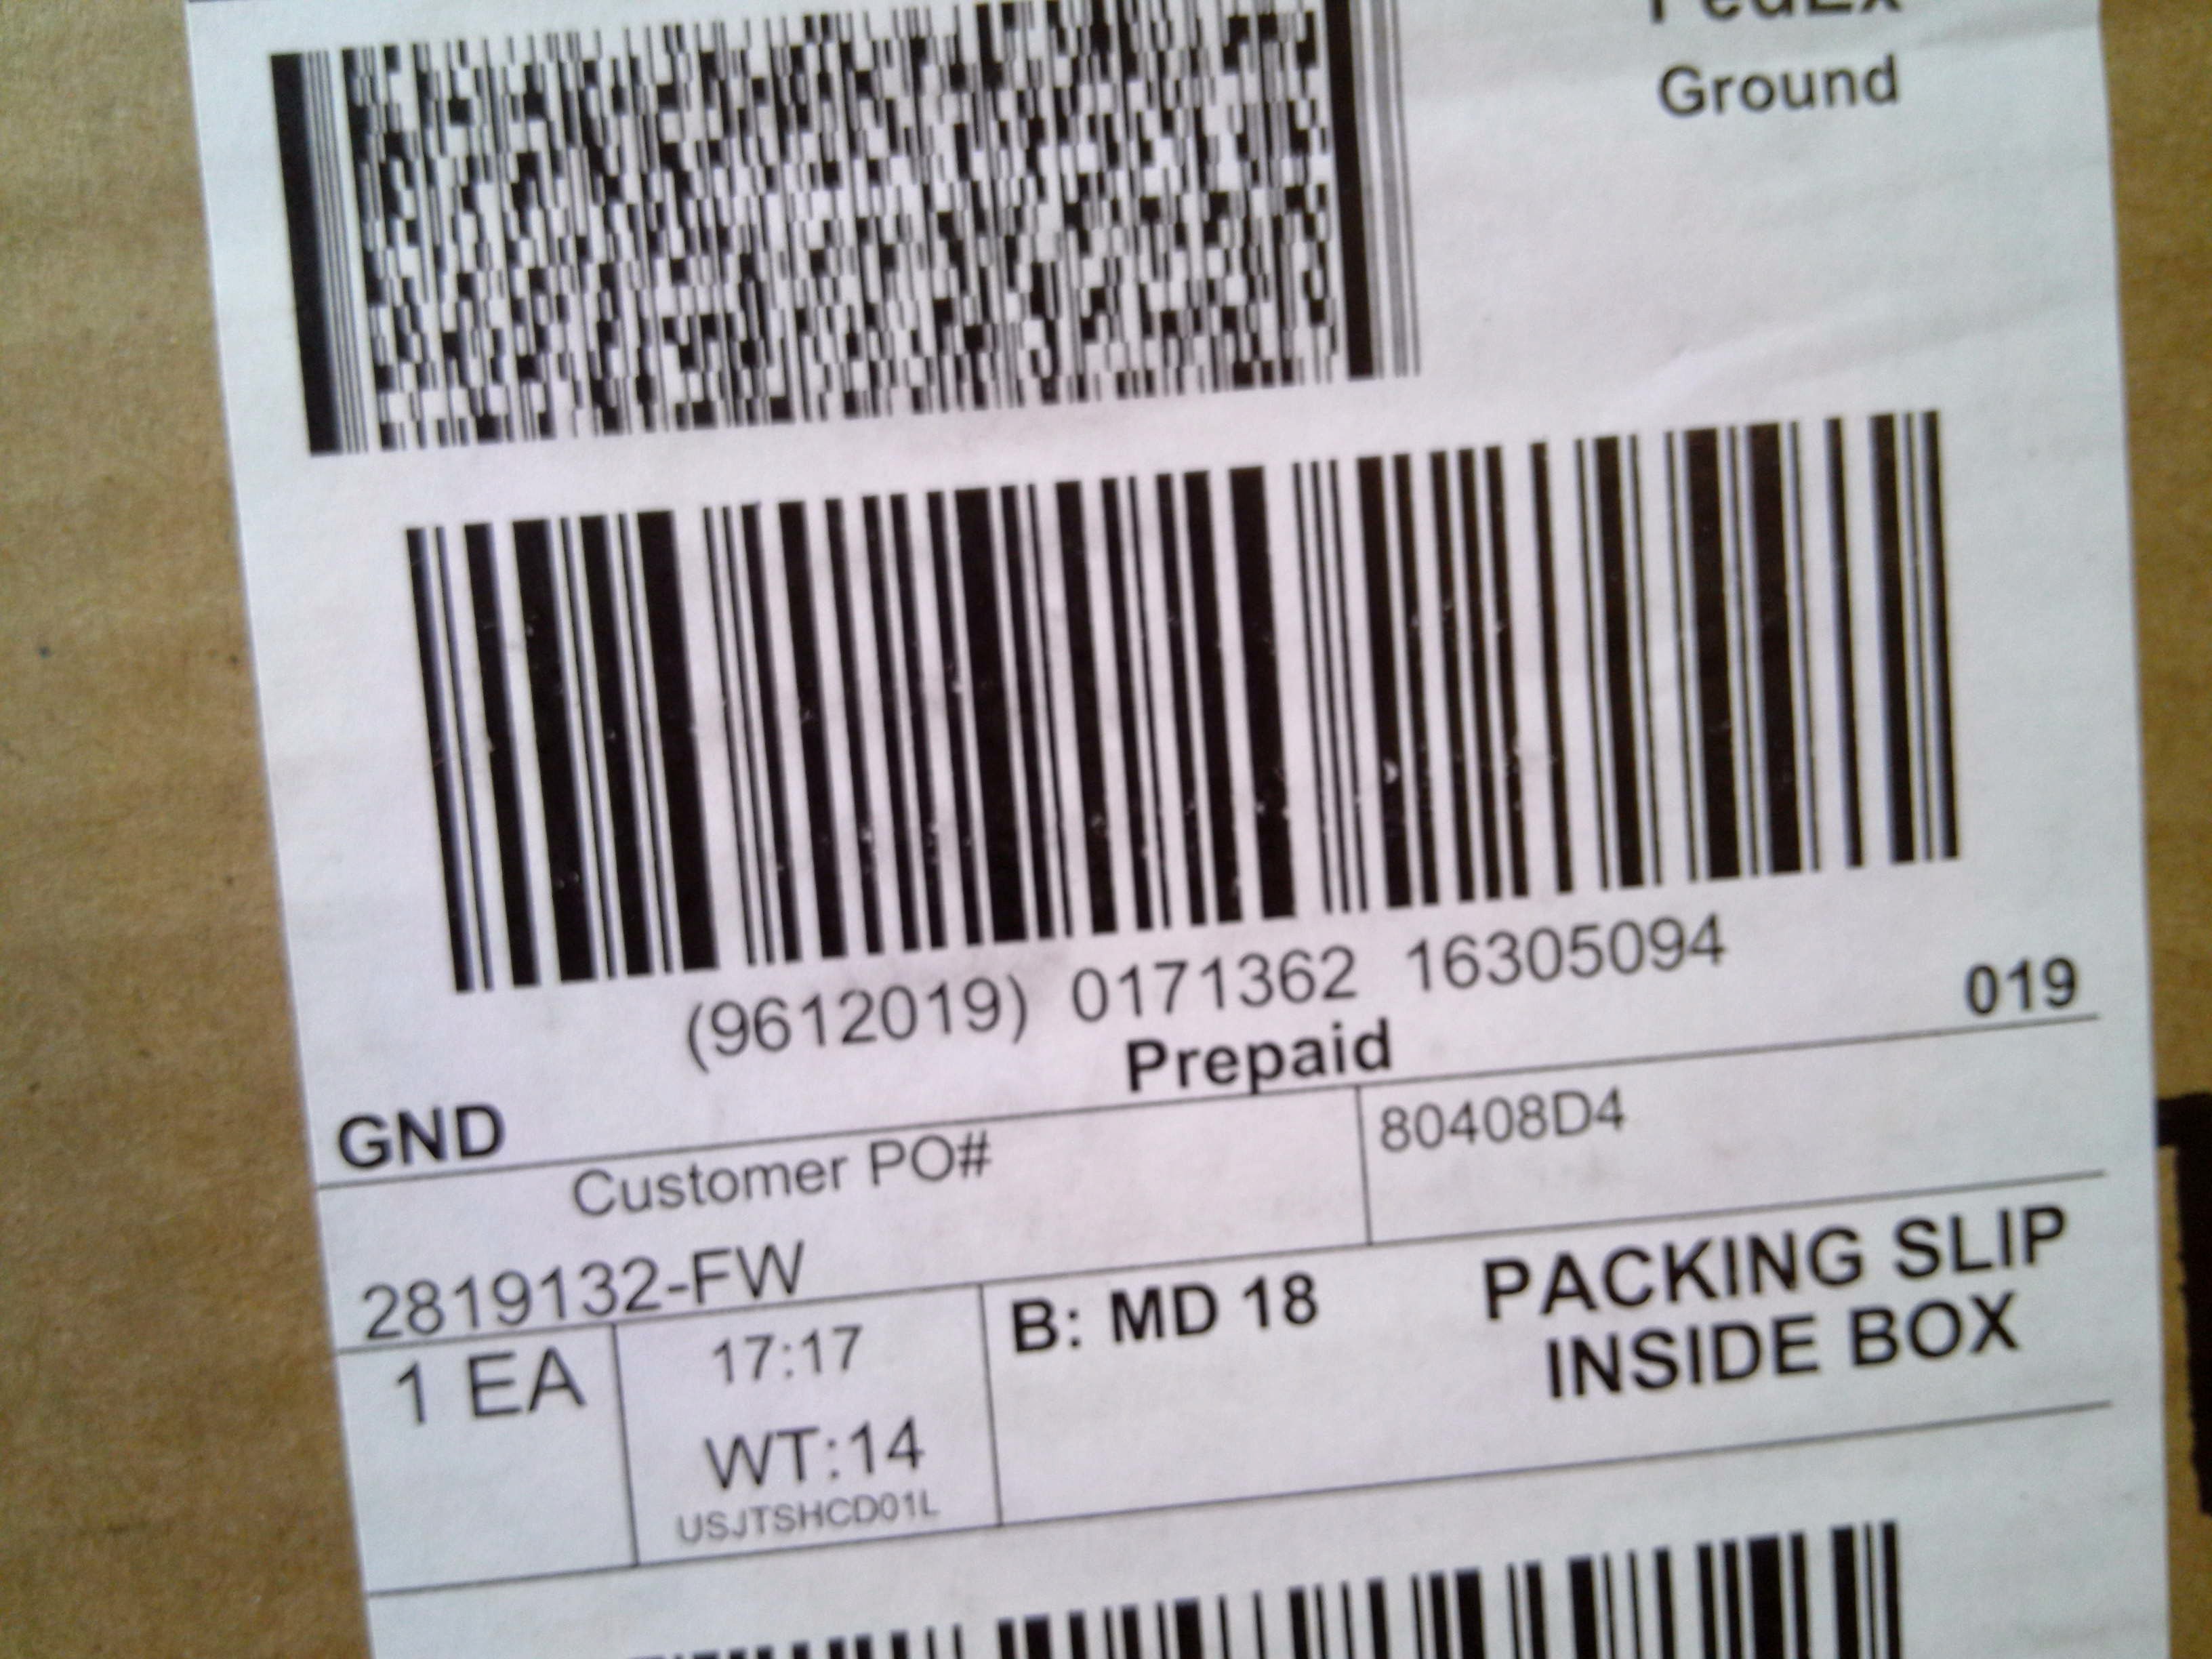 FedEx
Ground
(9612019) 0171362 16305094
Prepaid
019
GND
Customer PO#
80408D4
2819132-FW
1 EA
17:17
WT:14
USJTSHCD01L
B: MD 18
PACKING SLIP
INSIDE BOX